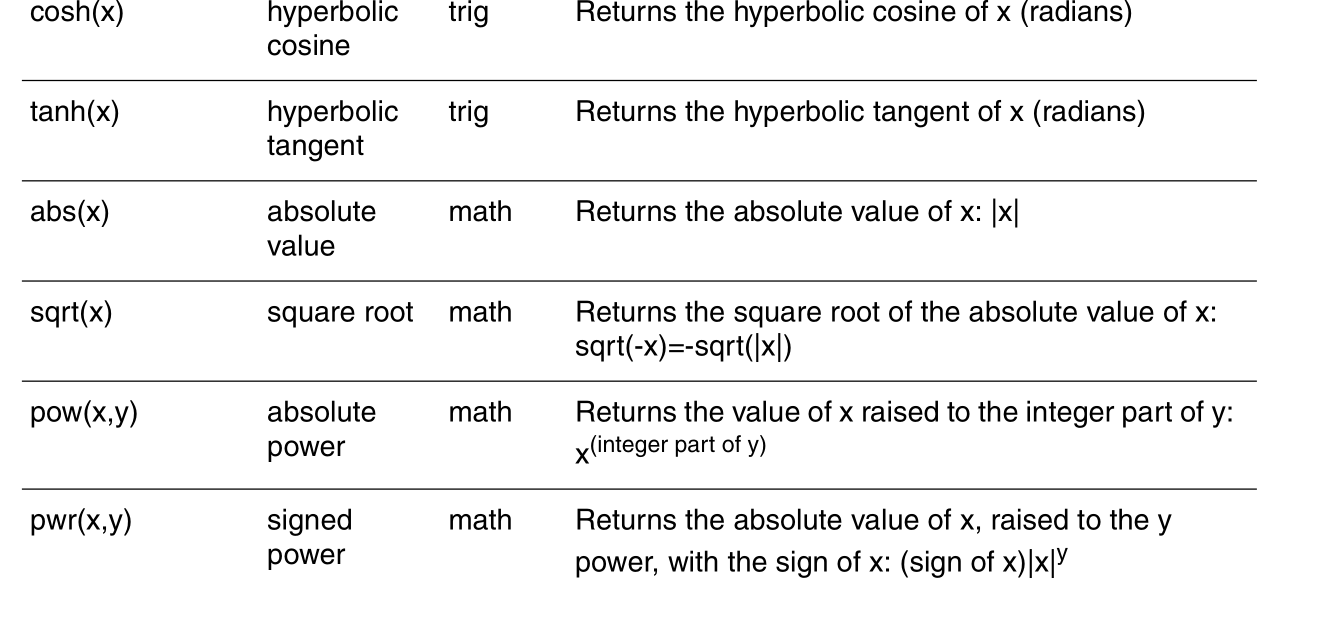 cosh(x) hyperbolic trig Returns the hyperbolic cosine of x (radians)
cosine
tanh(x) hyperbolic trig Returns the hyperbolic tangent of x (radians)
tangent
abs(x) absolute math Returns the absolute value of x: |x|
value
sqrt(x) square root math Returns the square root of the absolute value of x:
sqrt(-x)=-sqrt(|x|)
pow(x,y) absolute math Returns the value of x raised to the integer part of y:
power x(integer part of y)
pwr(x,y) signed math Returns the absolute value of x, raised to the y
power power, with the sign of x: (sign of x)|x|y